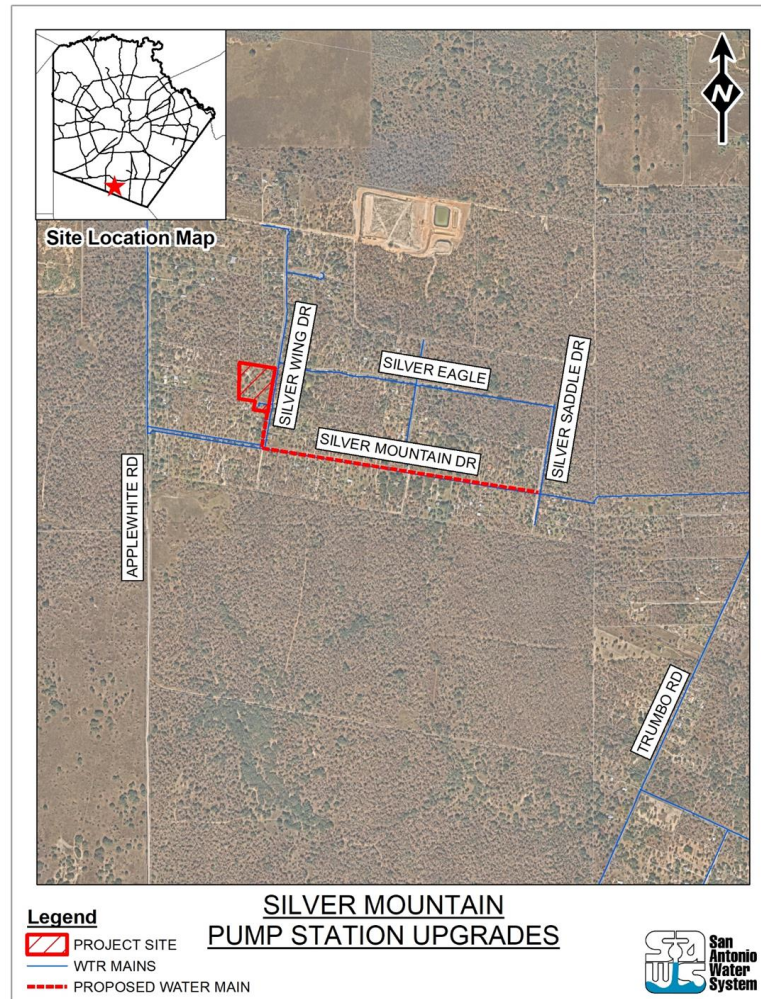 N
Site Location Map
SILVER WING DR
SILVER EAGLE
SILVER SADDLE DR
SILVER MOUNTAIN DR
APPLEWHITE RD
TRUMBO RD
SILVER MOUNTAIN
PUMP STATION UPGRADES
Legend
PROJECT SITE
WTR MAINS
PROPOSED WATER MAIN
SAWS
San
Antonio
Water
System